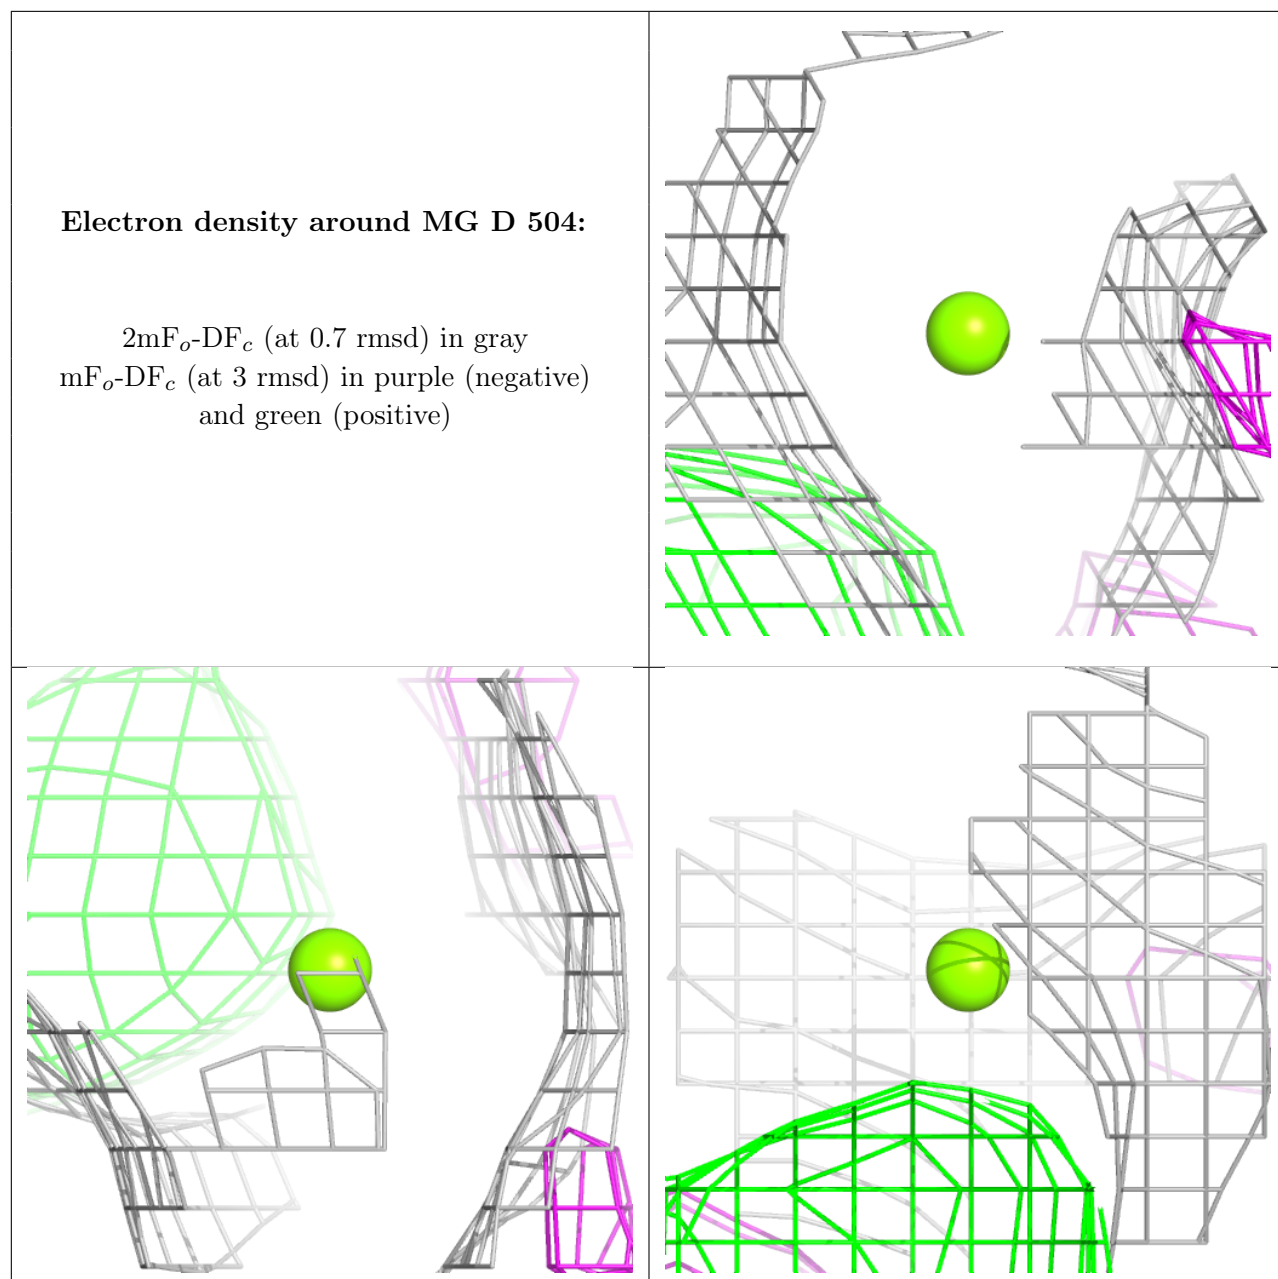 Electron density around MG D 504:
2mFₒ-DF𝒸 (at 0.7 rmsd) in gray
mFₒ-DF𝒸 (at 3 rmsd) in purple (negative)
and green (positive)